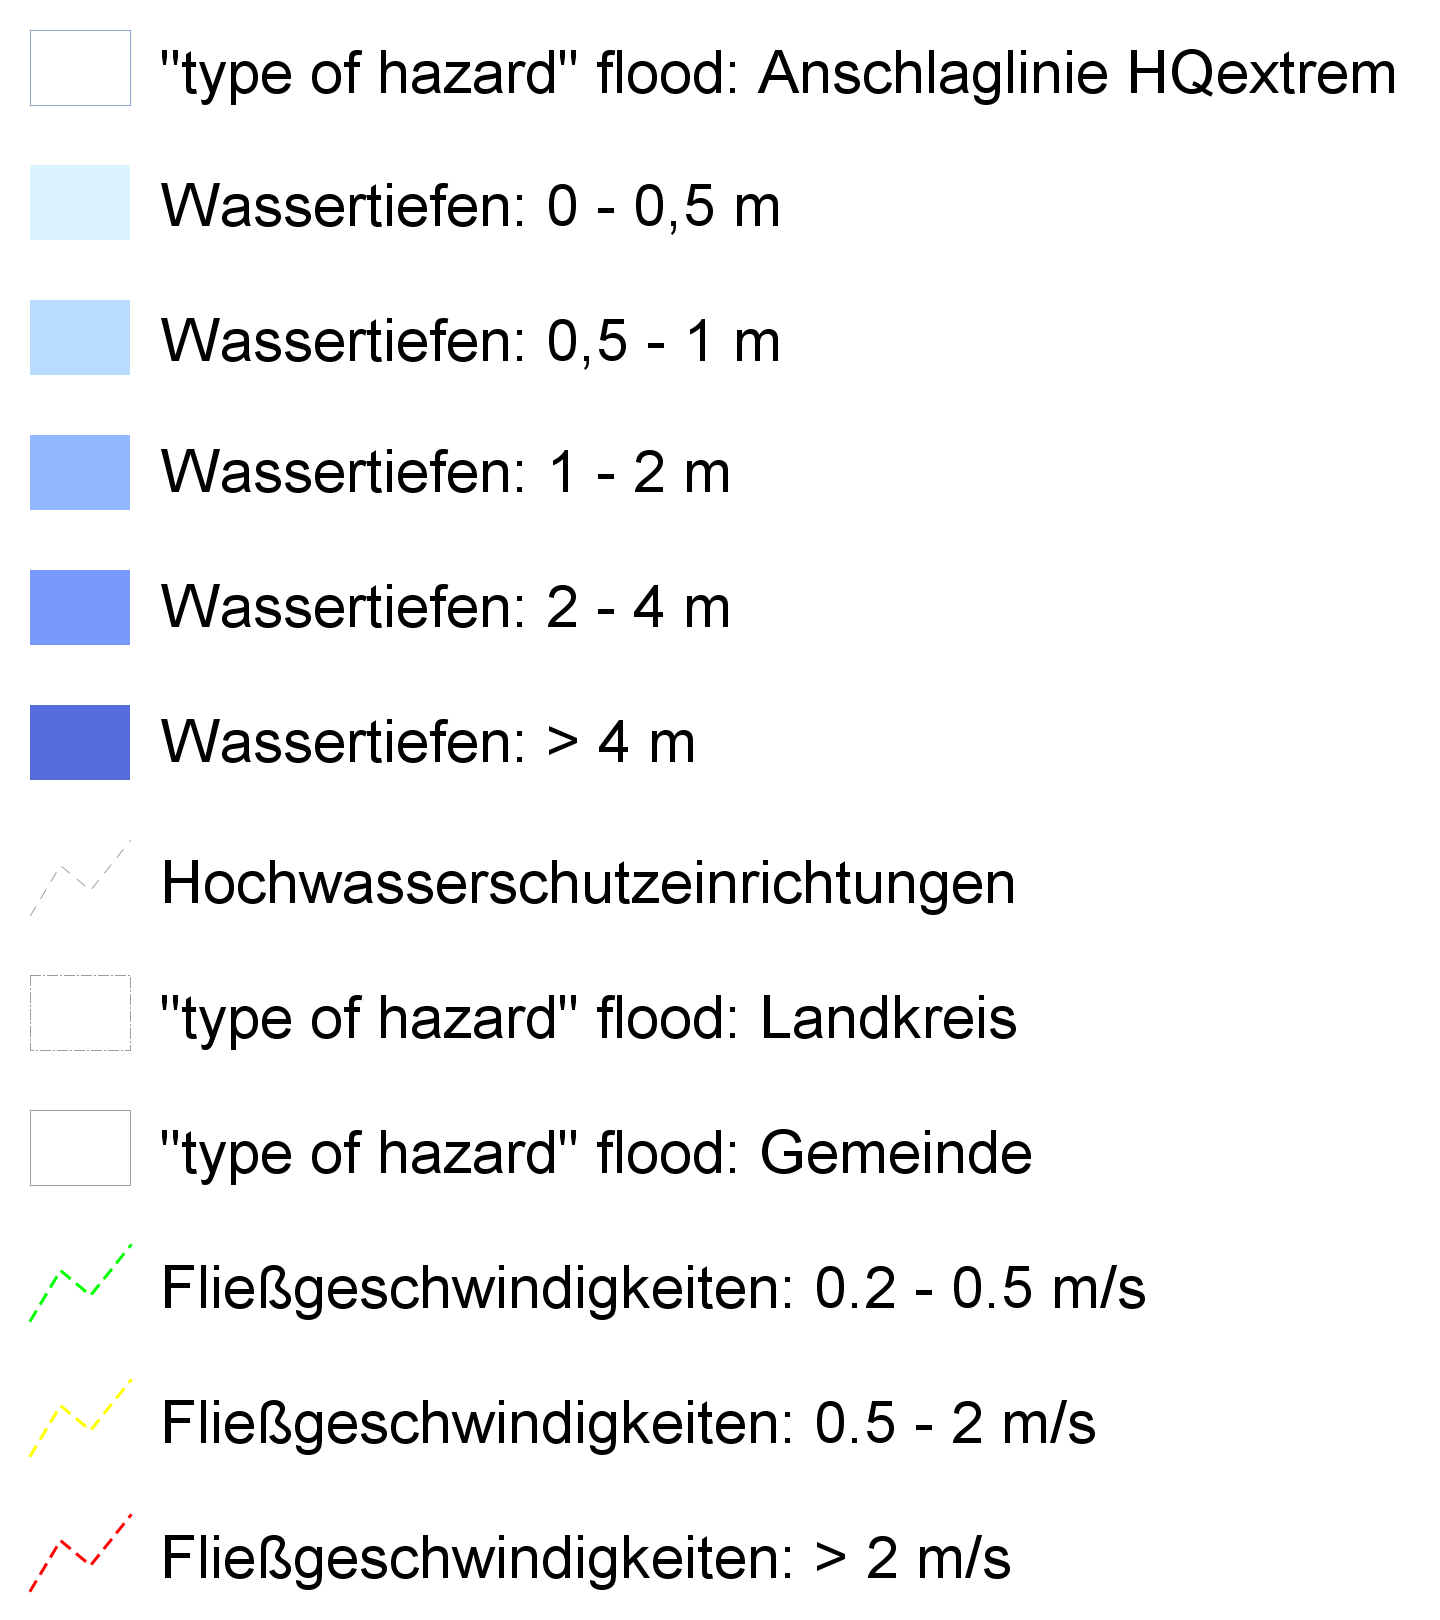 "type of hazard" flood: Anschlaglinie HQextrem
Wassertiefen: 0 - 0,5 m
Wassertiefen: 0,5 - 1 m
Wassertiefen: 1 - 2 m
Wassertiefen: 2 - 4 m
Wassertiefen: > 4 m
Hochwasserschutzeinrichtungen
"type of hazard" flood: Landkreis
"type of hazard" flood: Gemeinde
Fließgeschwindigkeiten: 0.2 - 0.5 m/s
Fließgeschwindigkeiten: 0.5 - 2 m/s
Fließgeschwindigkeiten: > 2 m/s